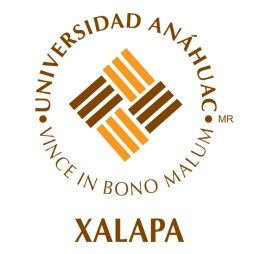 UNIVERSIDAD ANÁHUAC
• VINCE IN BONO MALUM •
MR
XALAPA